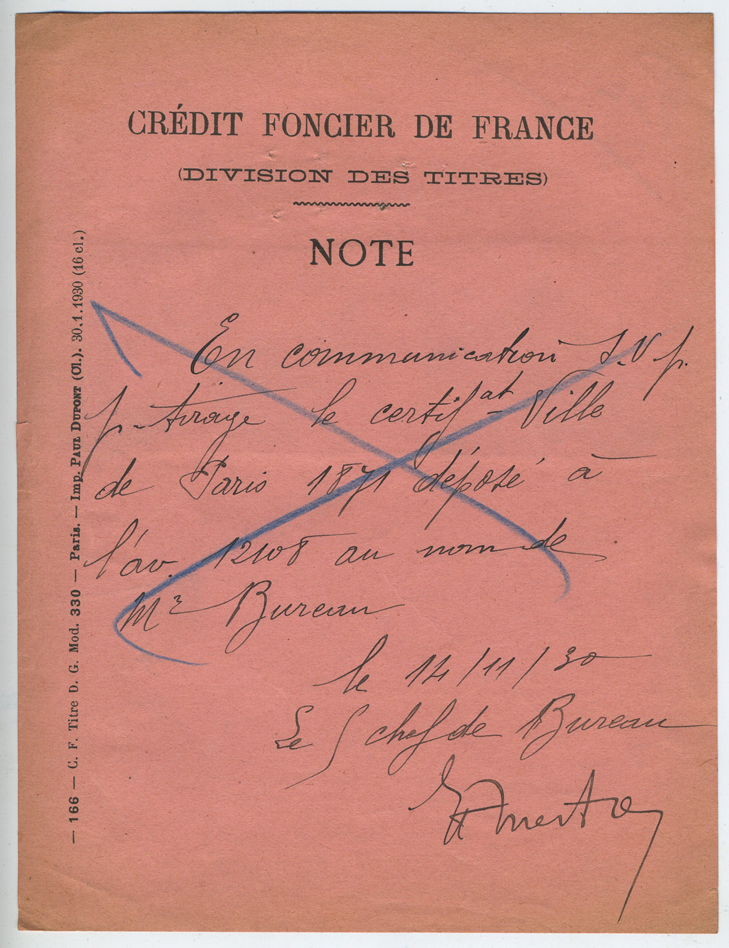 CRÉDIT FONCIER DE FRANCE
(DIVISION DES TITRES)
NOTE
En communication S.V.p.
p. tirage le certif.at Ville
de Paris 1871 déposé à
l'av. 12108 au nom de
Mr Bureau
le 14/11/30
Le S chef de Bureau
— 166 — C. F. Titre D. G. Mod. 330 — Paris. — Imp. PAUL DUPONT (Cl.). 30.1.1930 (16 cl.)